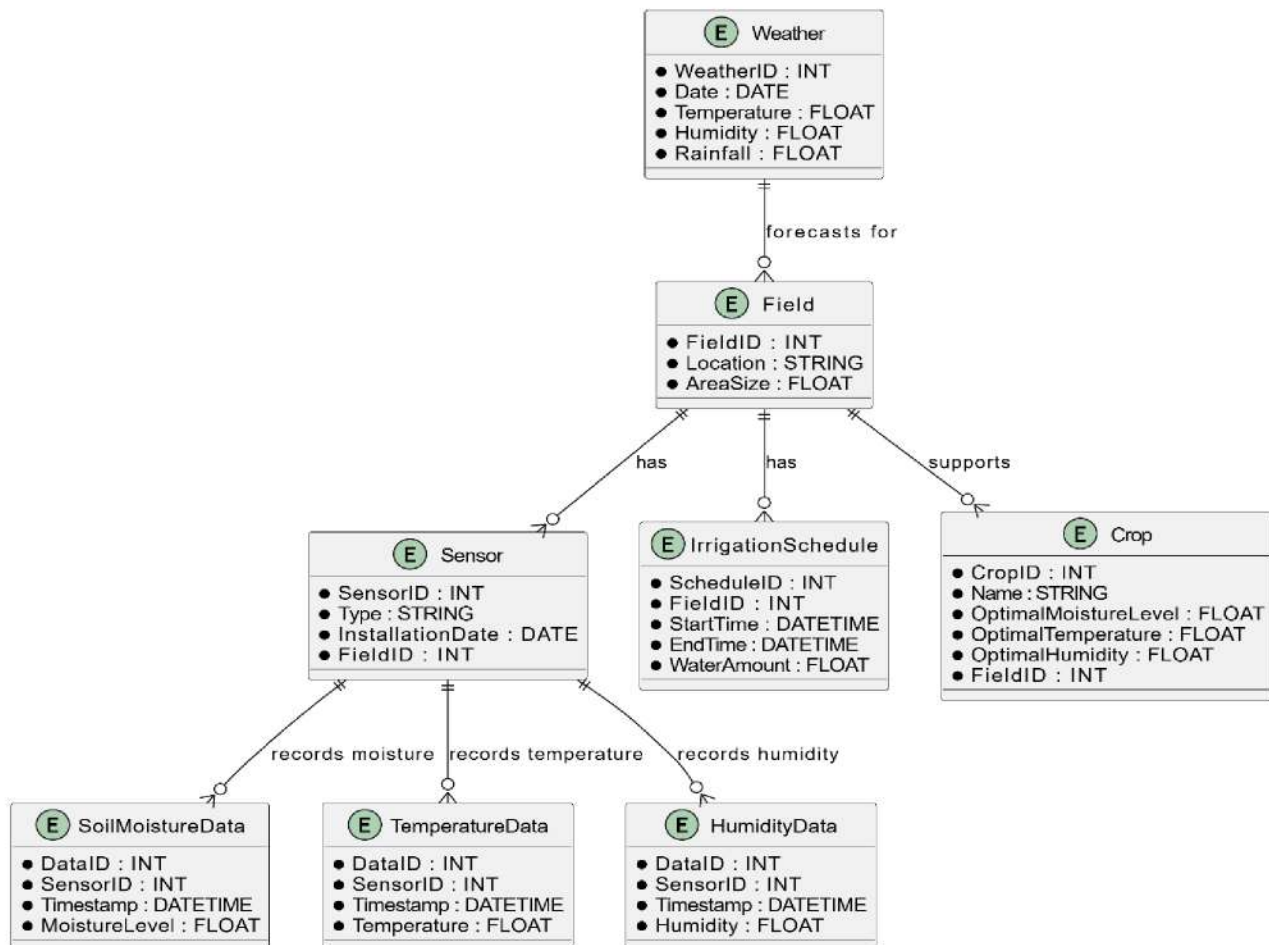 E Weather
WeatherID : INT
Date : DATE
Temperature : FLOAT
Humidity : FLOAT
Rainfall : FLOAT
forecasts for
E Field
FieldID : INT
Location : STRING
AreaSize : FLOAT
has
has
supports
E Sensor
SensorID : INT
Type : STRING
InstallationDate : DATE
FieldID : INT
E IrrigationSchedule
ScheduleID : INT
FieldID : INT
StartTime : DATETIME
EndTime : DATETIME
WaterAmount : FLOAT
E Crop
CropID : INT
Name : STRING
OptimalMoistureLevel : FLOAT
OptimalTemperature : FLOAT
OptimalHumidity : FLOAT
FieldID : INT
records moisture
records temperature
records humidity
E SoilMoistureData
DataID : INT
SensorID : INT
Timestamp : DATETIME
MoistureLevel : FLOAT
E TemperatureData
DataID : INT
SensorID : INT
Timestamp : DATETIME
Temperature : FLOAT
E HumidityData
DataID : INT
SensorID : INT
Timestamp : DATETIME
Humidity : FLOAT